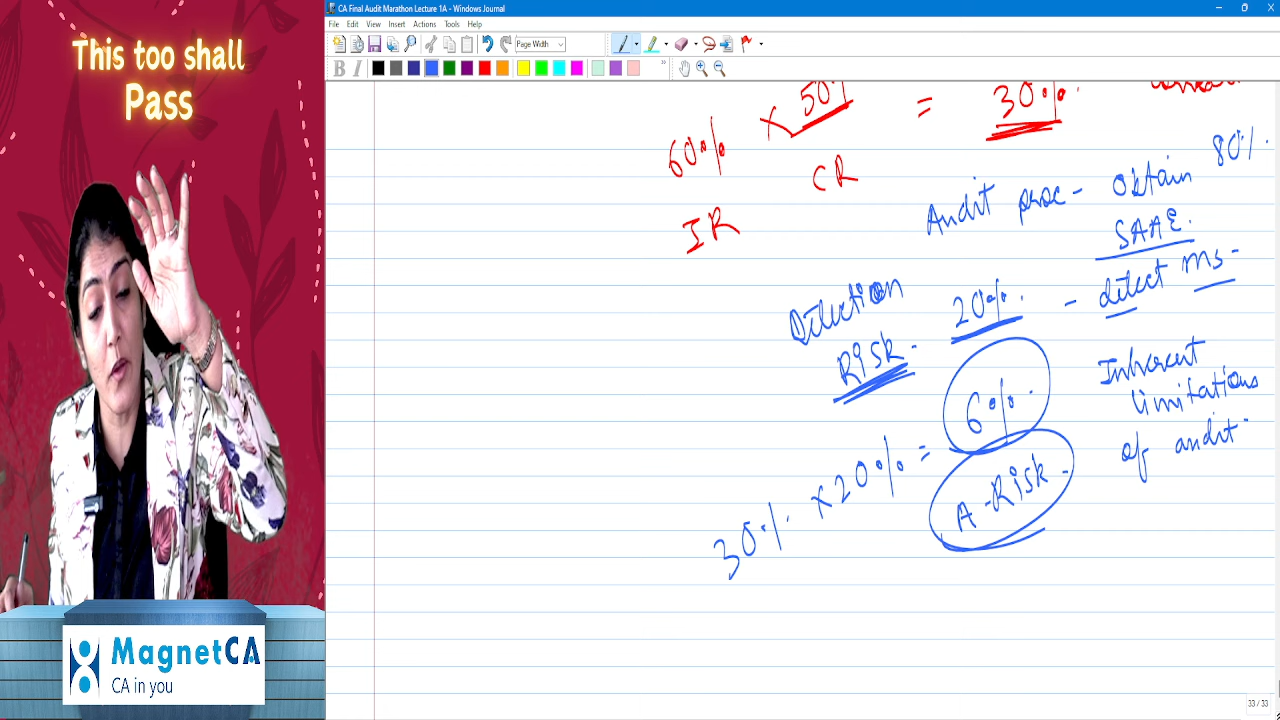 This too shall
Pass
MagnetCA
CA in you
CA Final Audit Marathon Lecture 1A - Windows Journal
File Edit View Insert Actions Tools Help
Page Width
B I
60% × 50% = 30%
IR CR
Audit proc - Obtain 80%.
SAAE.
Detection 20%. - detect MS -
Risk.
Inherent
limitations
of audit.
30% × 20% = 6%.
A-Risk.
33 / 33